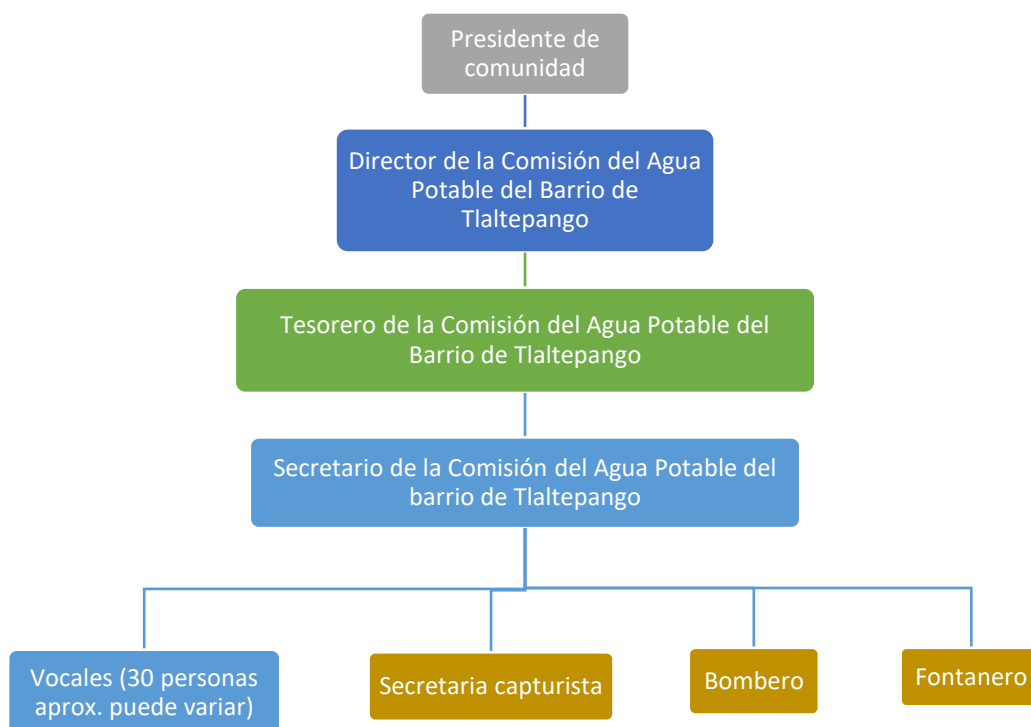 Presidente de
comunidad
Director de la Comisión del Agua
Potable del Barrio de
Tlaltepango
Tesorero de la Comisión del Agua Potable del
Barrio de Tlaltepango
Secretario de la Comisión del Agua Potable del
barrio de Tlaltepango
Vocales (30 personas
aprox. puede variar)
Secretaria capturista
Bombero
Fontanero